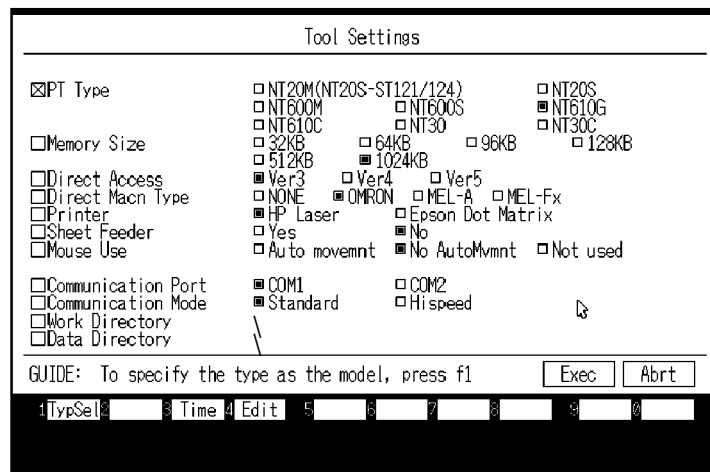 Tool Settings
PT Type NT20M(NT20S-ST121/124) NT20S
NT600M NT600S NT610G
NT610C NT30 NT30C
Memory Size 32KB 64KB 96KB 128KB
512KB 1024KB
Direct Access Ver3 Ver4 Ver5
Direct Macn Type NONE OMRON MEL-A MEL-Fx
Printer HP Laser Epson Dot Matrix
Sheet Feeder Yes No
Mouse Use Auto movemnt No AutoMvmnt Not used
Communication Port COM1 COM2
Communication Mode Standard Hispeed
Work Directory \
Data Directory \
GUIDE: To specify the type as the model, press f1 Exec Abrt
1 TypSel 2 3 Time 4 Edit 5 6 7 8 9 0